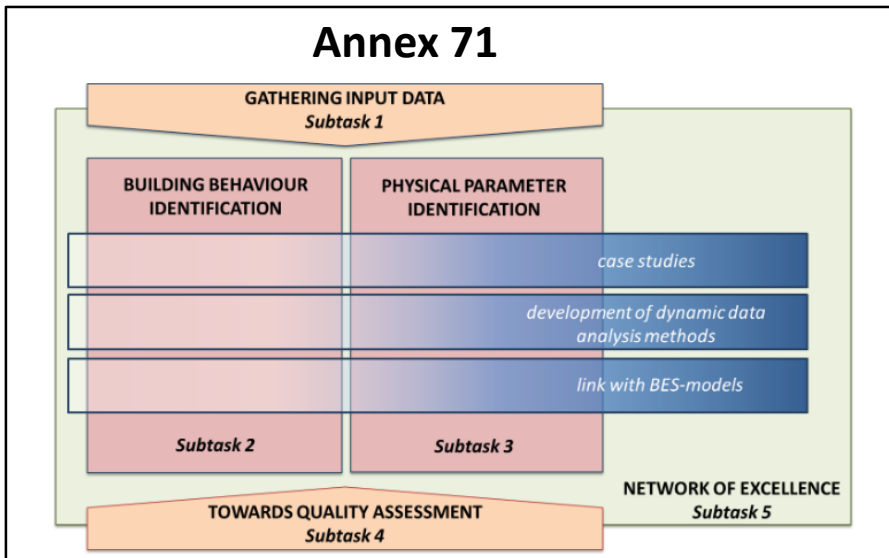 Annex 71
GATHERING INPUT DATA
Subtask 1
BUILDING BEHAVIOUR
IDENTIFICATION
PHYSICAL PARAMETER
IDENTIFICATION
case studies
development of dynamic data
analysis methods
link with BES-models
Subtask 2
Subtask 3
NETWORK OF EXCELLENCE
Subtask 5
TOWARDS QUALITY ASSESSMENT
Subtask 4